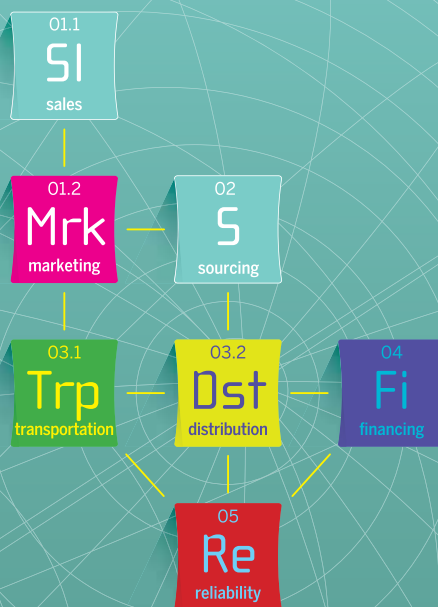 01.1
Sl
sales
01.2
Mrk
marketing
02
S
sourcing
03.1
Trp
transportation
03.2
Dst
distribution
04
Fi
financing
05
Re
reliability